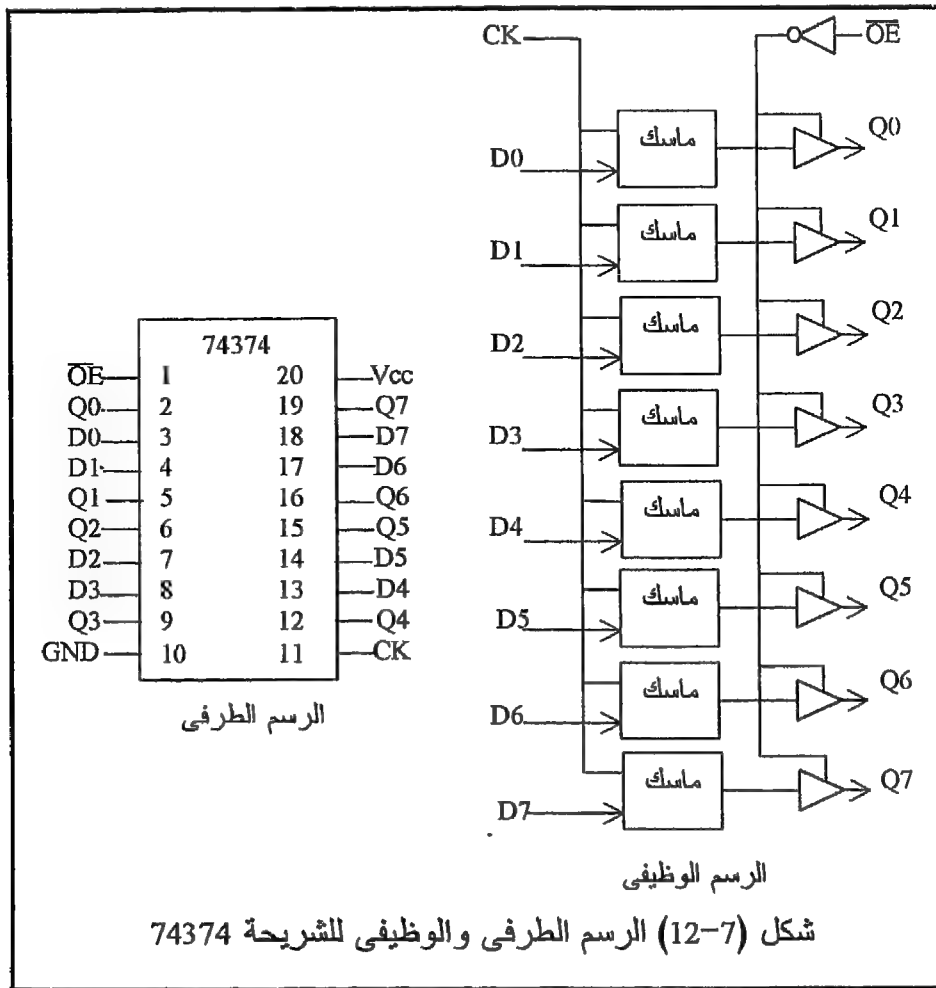 CK
O̅E̅
ماسك
Q0
D0
ماسك
Q1
D1
ماسك
Q2
D2
ماسك
Q3
D3
ماسك
Q4
D4
ماسك
Q5
D5
ماسك
Q6
D6
ماسك
Q7
D7
الرسم الوظيفى
74374
O̅E̅ 1 20 Vcc
Q0 2 19 Q7
D0 3 18 D7
D1 4 17 D6
Q1 5 16 Q6
Q2 6 15 Q5
D2 7 14 D5
D3 8 13 D4
Q3 9 12 Q4
GND 10 11 CK
الرسم الطرفى
شكل (7-12) الرسم الطرفى والوظيفى للشريحة 74374